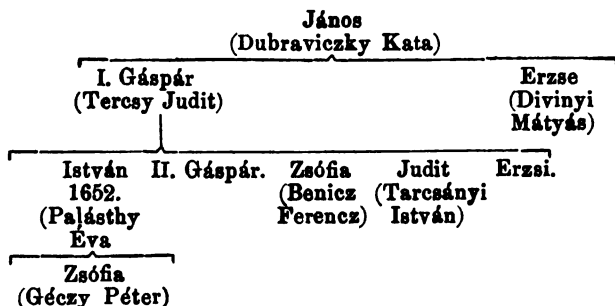 János
(Dubraviczky Kata)
I. Gáspár
(Tercsy Judit)
Erzse
(Divinyi
Mátyás)
István
1652.
(Palásthy
Éva
II. Gáspár.
Zsófia
(Benicz
Ferencz)
Judit
(Tarcsányi
István)
Erzsi.
Zsófia
(Géczy Péter)